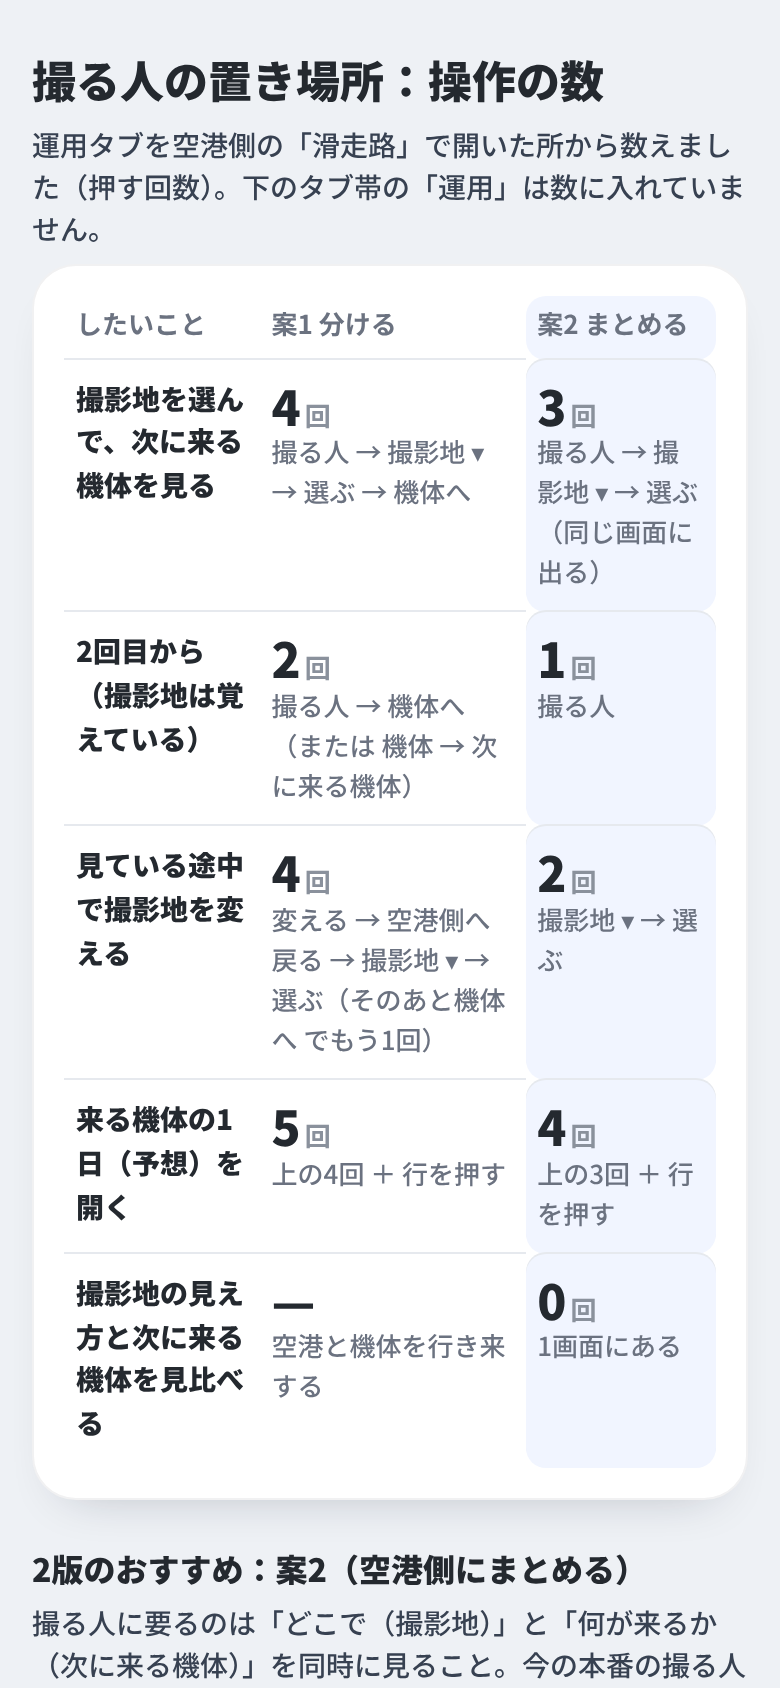 撮る人の置き場所：操作の数
運用タブを空港側の「滑走路」で開いた所から数えまし
た（押す回数）。下のタブ帯の「運用」は数に入れていま
せん。
したいこと 案1 分ける 案2 まとめる
撮影地を選ん
で、次に来る
機体を見る
4回
撮る人 → 撮影地 ▾
→ 選ぶ → 機体へ
3回
撮る人 → 撮
影地 ▾ → 選ぶ
（同じ画面に
出る）
2回目から
（撮影地は覚
えている）
2回
撮る人 → 機体へ
（または 機体 → 次
に来る機体）
1回
撮る人
見ている途中
で撮影地を変
える
4回
変える → 空港側へ
戻る → 撮影地 ▾ →
選ぶ（そのあと機体
へ でもう1回）
2回
撮影地 ▾ → 選
ぶ
来る機体の1
日（予想）を
開く
5回
上の4回 ＋ 行を押す
4回
上の3回 ＋ 行
を押す
撮影地の見え
方と次に来る
機体を見比べ
る
—
空港と機体を行き来
する
0回
1画面にある
2版のおすすめ：案2（空港側にまとめる）
撮る人に要るのは「どこで（撮影地）」と「何が来るか
（次に来る機体）」を同時に見ること。今の本番の撮る人